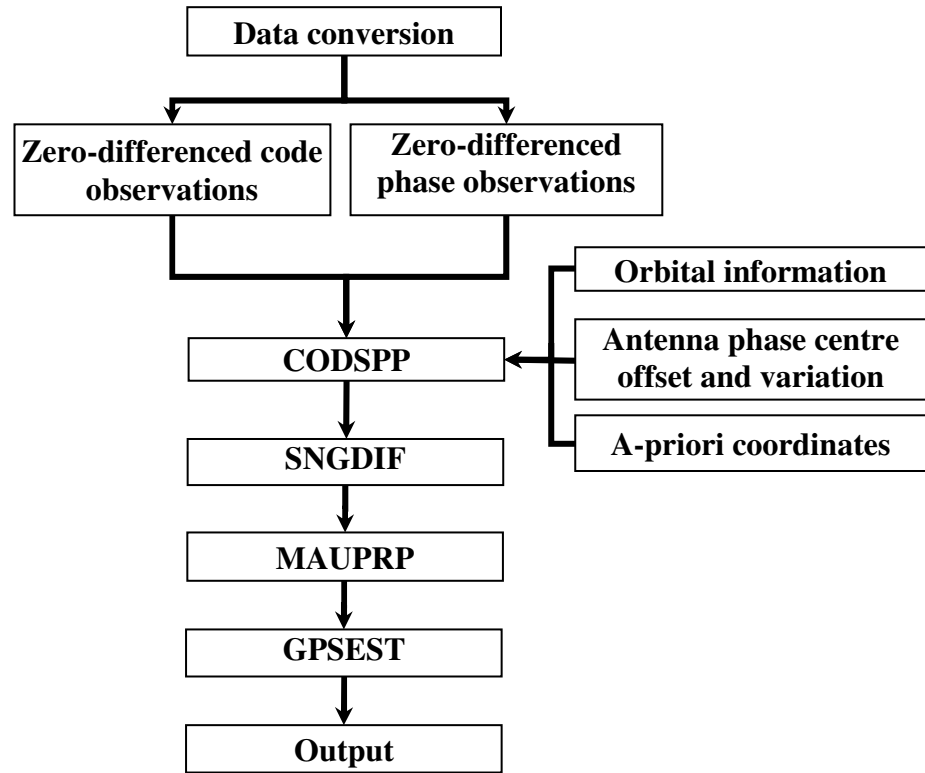 Data conversion
Zero-differenced code
observations
Zero-differenced
phase observations
Orbital information
Antenna phase centre
offset and variation
A-priori coordinates
CODSPP
SNGDIF
MAUPRP
GPSEST
Output